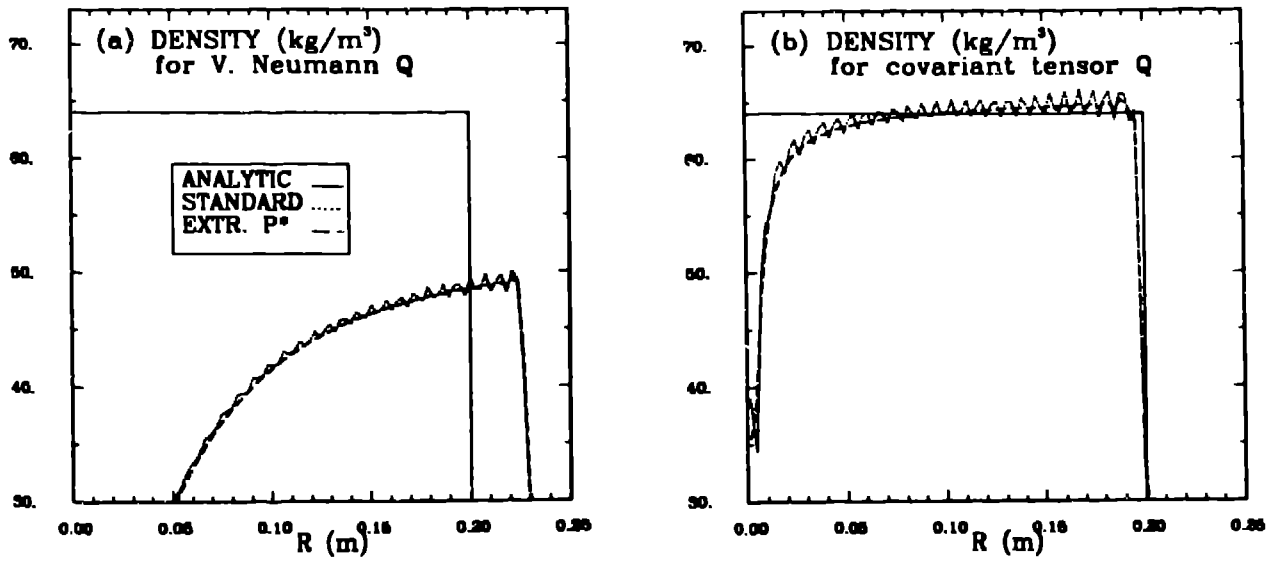 (a) DENSITY (kg/m³)
for V. Neumann Q
70.
60.
50.
40.
30.
ANALYTIC
STANDARD
EXTR. P*
0.00 0.05 0.10 0.15 0.20 0.25
R (m)
(b) DENSITY (kg/m³)
for covariant tensor Q
70.
60.
50.
40.
30.
0.00 0.05 0.10 0.15 0.20 0.25
R (m)